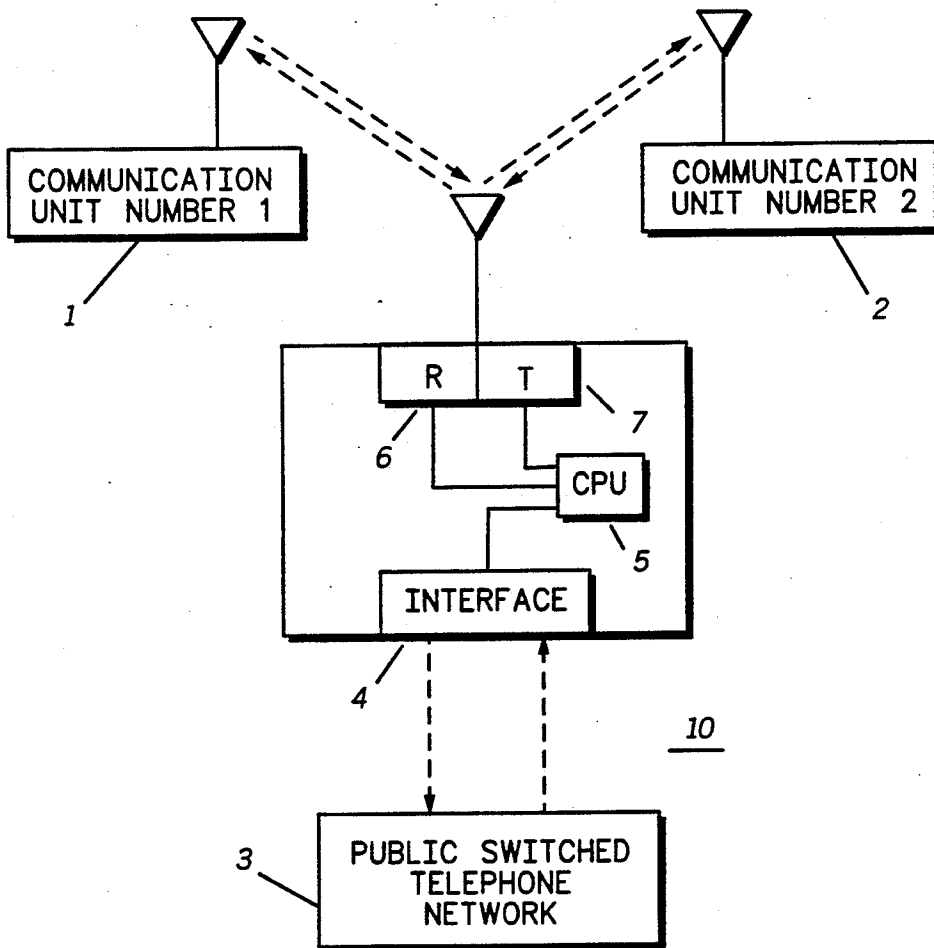 COMMUNICATION
UNIT NUMBER 1
COMMUNICATION
UNIT NUMBER 2
1
2
R
T
6
7
CPU
5
INTERFACE
4
10
3
PUBLIC SWITCHED
TELEPHONE
NETWORK